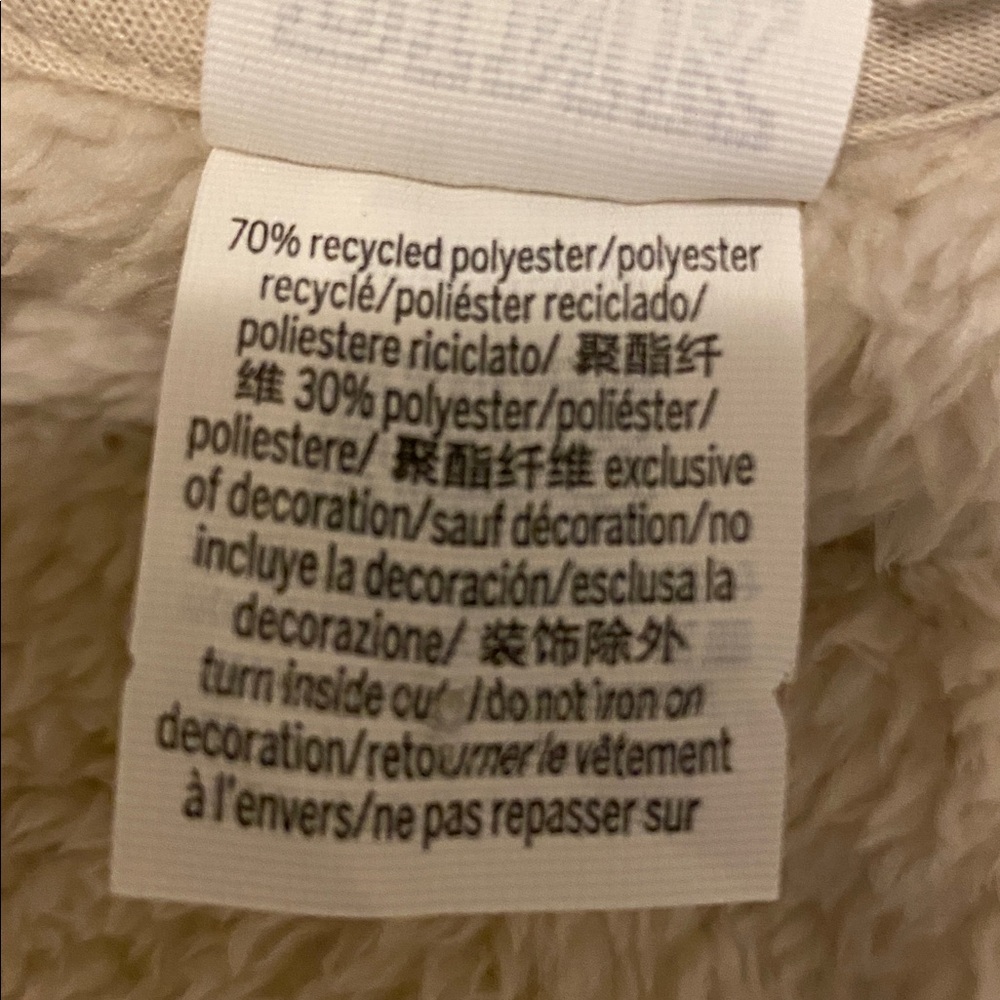 70% recycled polyester/polyester
recyclé/poliéster reciclado/
poliestere riciclato/ 聚酯纤
维 30% polyester/poliéster/
poliestere/ 聚酯纤维 exclusive
of decoration/sauf décoration/no
incluye la decoración/esclusa la
decorazione/ 装饰除外
turn inside /do not iron on
decoration/retourner le vêtement
à l'envers/ne pas repasser sur